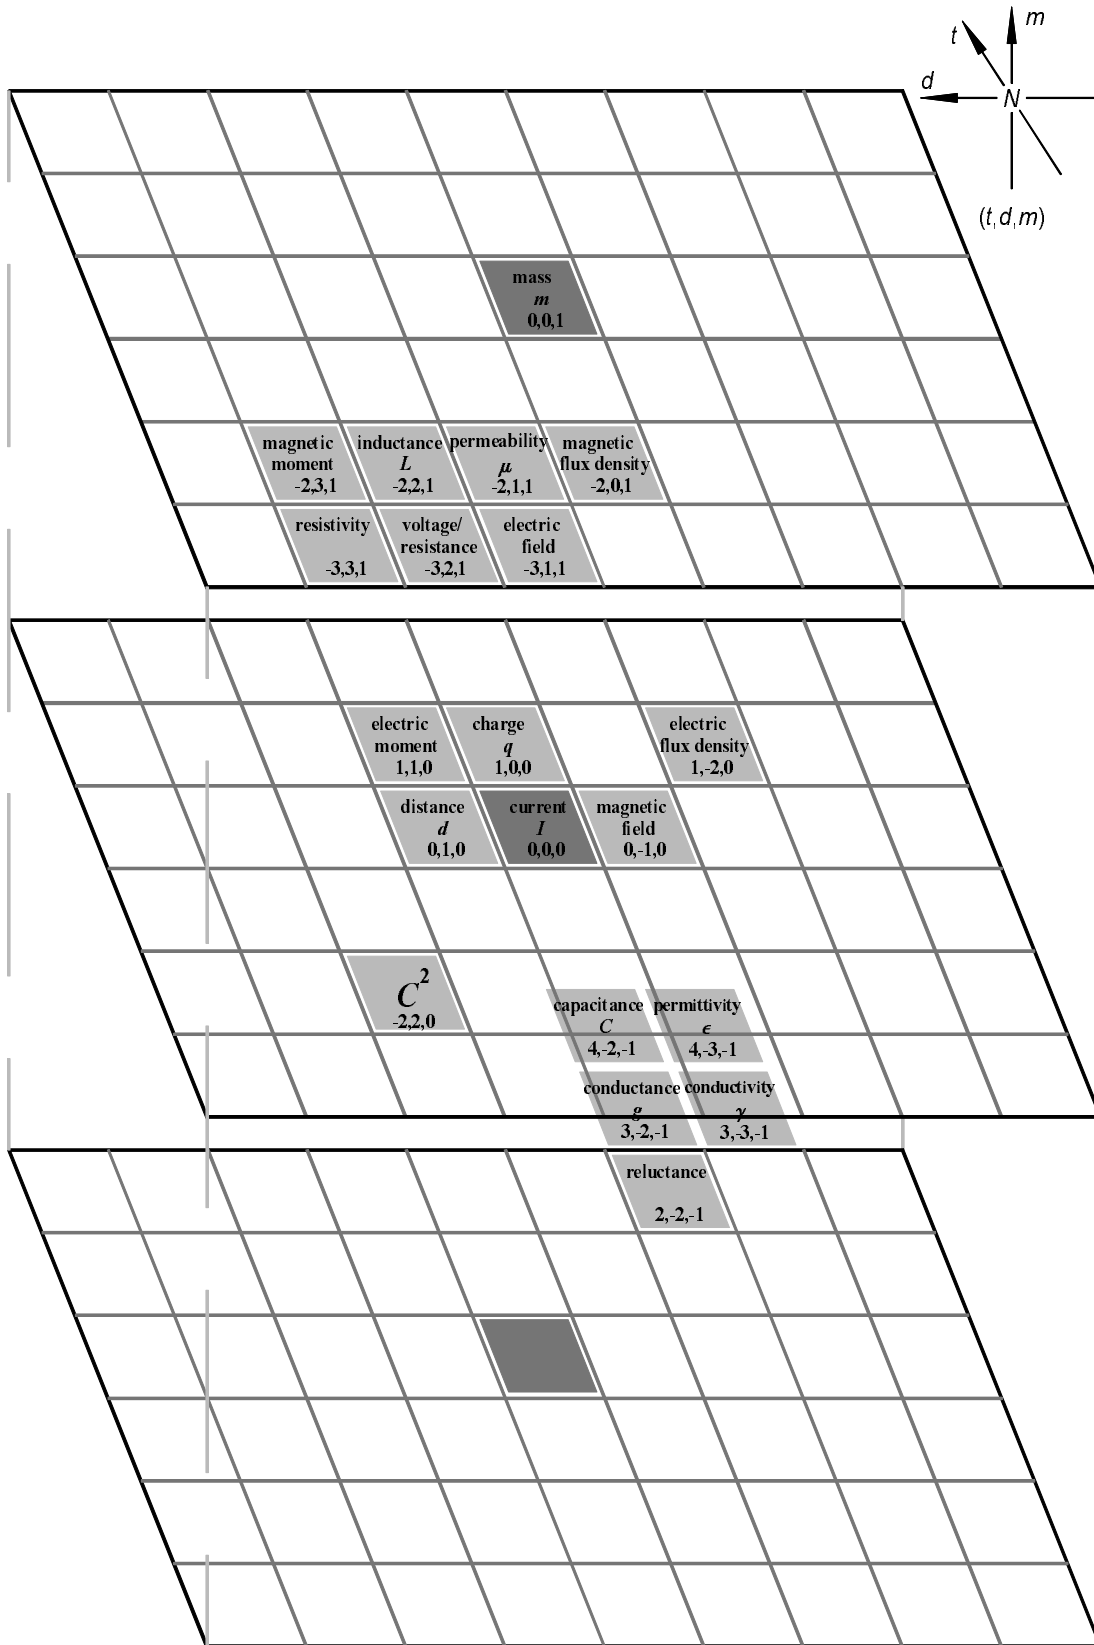 m
t
d
N
(t,d,m)
mass
m
0,0,1
magnetic
moment
-2,3,1
inductance
L
-2,2,1
permeability
μ
-2,1,1
magnetic
flux density
-2,0,1
resistivity
-3,3,1
voltage/
resistance
-3,2,1
electric
field
-3,1,1
electric
moment
1,1,0
charge
q
1,0,0
electric
flux density
1,-2,0
distance
d
0,1,0
current
I
0,0,0
magnetic
field
0,-1,0
C²
-2,2,0
capacitance
C
4,-2,-1
permittivity
ϵ
4,-3,-1
conductance
g
3,-2,-1
conductivity
γ
3,-3,-1
reluctance
2,-2,-1